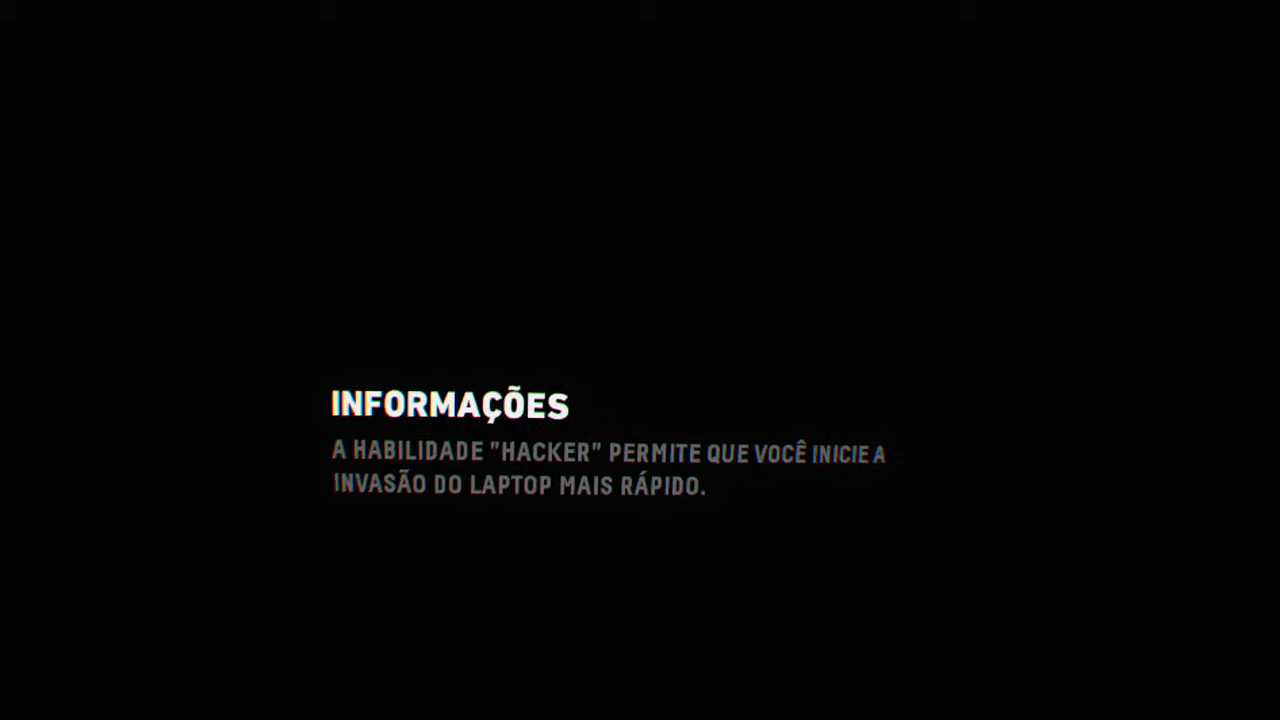 INFORMAÇÕES
A HABILIDADE "HACKER" PERMITE QUE VOCÊ INICIE A
INVASÃO DO LAPTOP MAIS RÁPIDO.